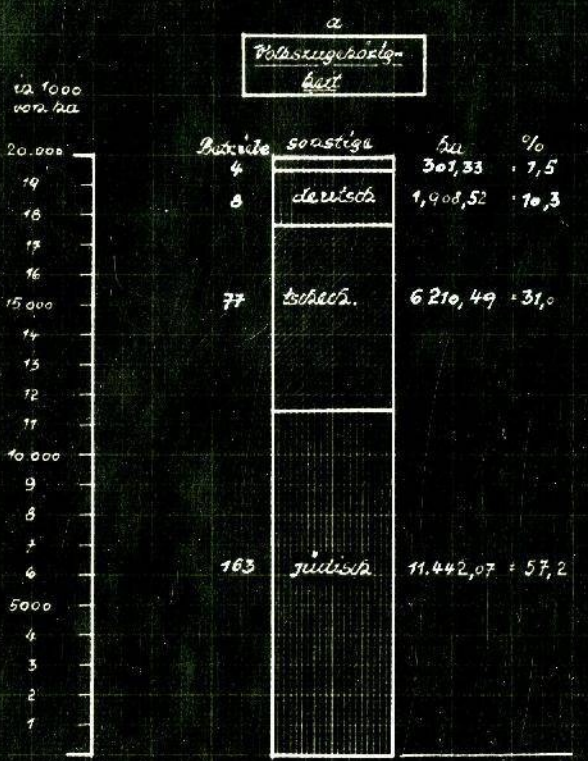 a
Volkszugehörig-
keit
in 1000
von ha
Betriebe sonstige ha %
20.000
4 301,33 = 1,5
19
8 deutsch 1,908,52 = 10,3
18
17
16
15 000 77 tschech. 6 210,49 = 31,0
14
13
12
11
10 000
9
8
7
6 163 jüdisch 11.442,07 = 57,2
5000
4
3
2
1